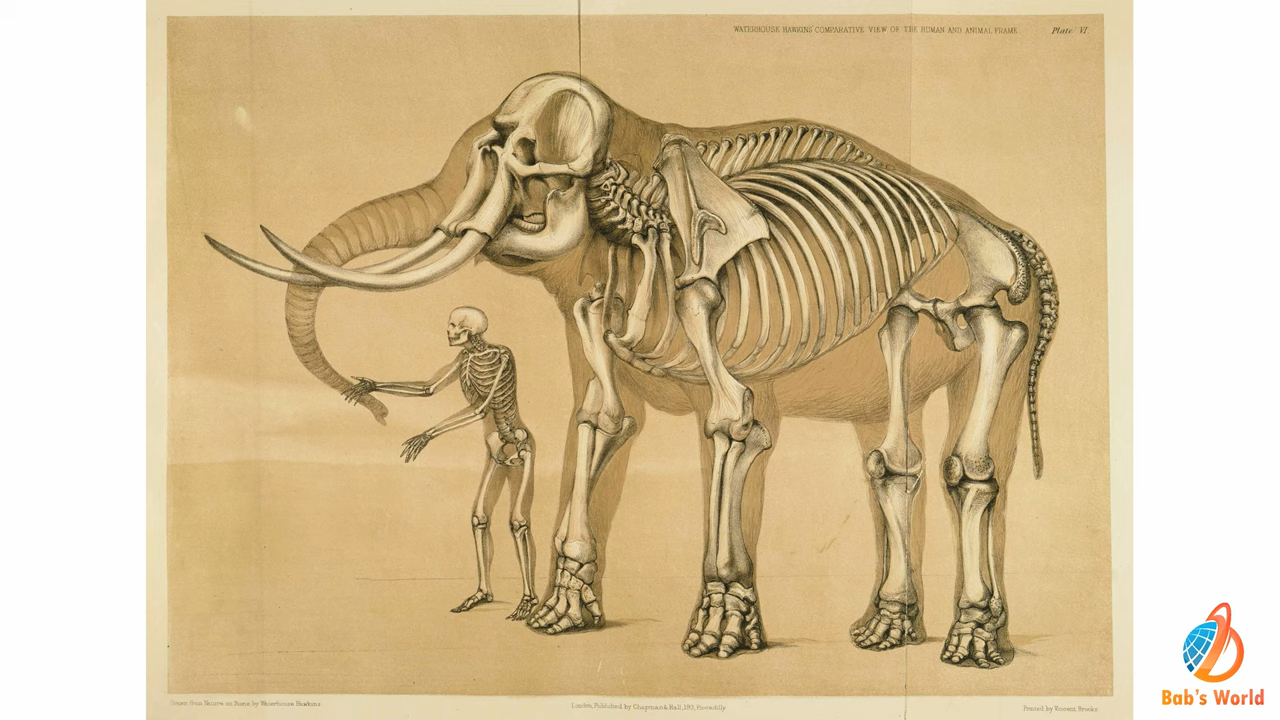 WATERHOUSE HAWKINS' COMPARATIVE VIEW OF THE HUMAN AND ANIMAL FRAME Plate VI.
Drawn from Nature on Stone by Waterhouse Hawkins
London, Published by Chapman & Hall, 193, Piccadilly
Printed by Vincent Brooks
Bab's World